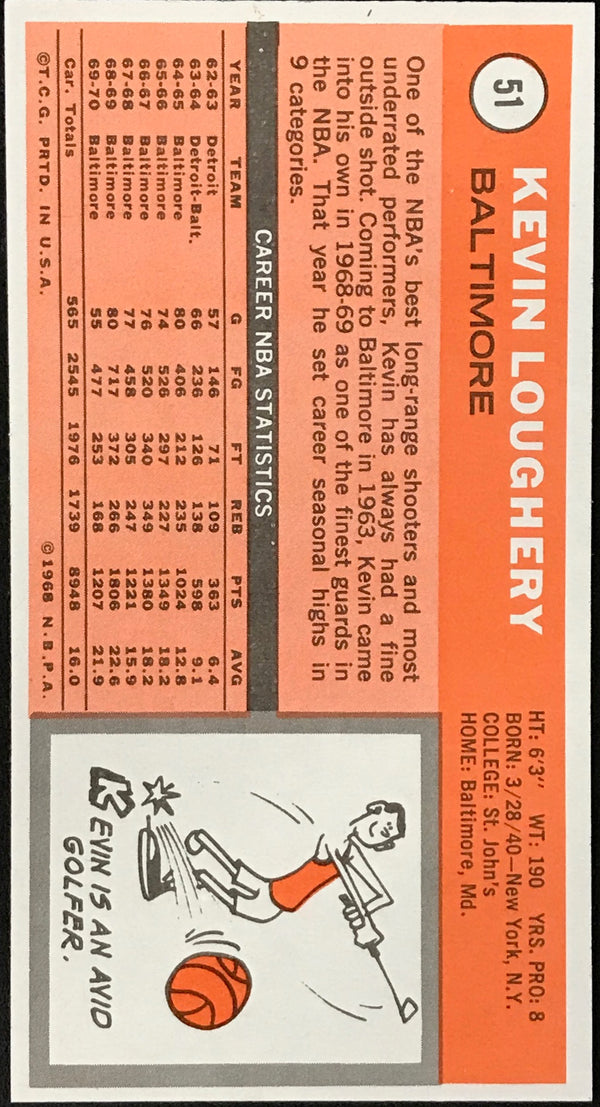 51
KEVIN LOUGHERY
BALTIMORE
HT: 6'3" WT: 190 YRS. PRO: 8
BORN: 3/28/40—New York, N.Y.
COLLEGE: St. John's
HOME: Baltimore, Md.
One of the NBA's best long-range shooters and most
underrated performers, Kevin has always had a fine
outside shot. Coming to Baltimore in 1963, Kevin came
into his own in 1968-69 as one of the finest guards in
the NBA. That year he set career seasonal highs in
9 categories.
CAREER NBA STATISTICS
YEAR TEAM G FG FT REB PTS AVG
62-63 Detroit 57 146 71 109 363 6.4
63-64 Detroit-Balt. 66 236 126 138 598 9.1
64-65 Baltimore 80 406 212 235 1024 12.8
65-66 Baltimore 74 526 297 227 1349 18.2
66-67 Baltimore 76 520 340 349 1380 18.2
67-68 Baltimore 77 458 305 247 1221 15.9
68-69 Baltimore 80 717 372 266 1806 22.6
69-70 Baltimore 55 477 253 168 1207 21.9
Car. Totals 565 2545 1976 1739 8948 16.0
©T.C.G. PRTD. IN U.S.A. ©1968 N.B.P.A.
KEVIN IS AN AVID
GOLFER.